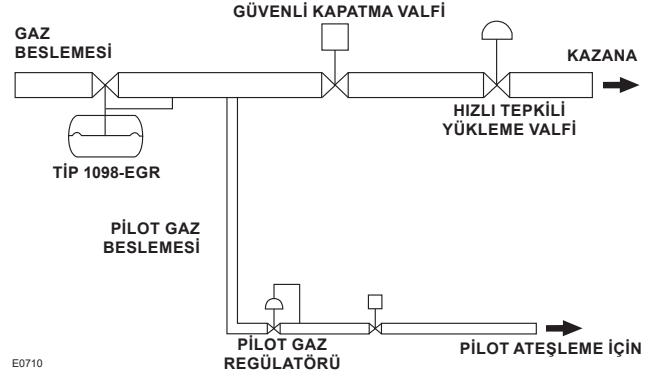 GÜVENLİ KAPATMA VALFİ
GAZ
BESLEMESİ
KAZANA
HIZLI TEPKİLİ
YÜKLEME VALFİ
TİP 1098-EGR
PİLOT GAZ
BESLEMESİ
PİLOT GAZ
REGÜLATÖRÜ
PİLOT ATEŞLEME İÇİN
E0710